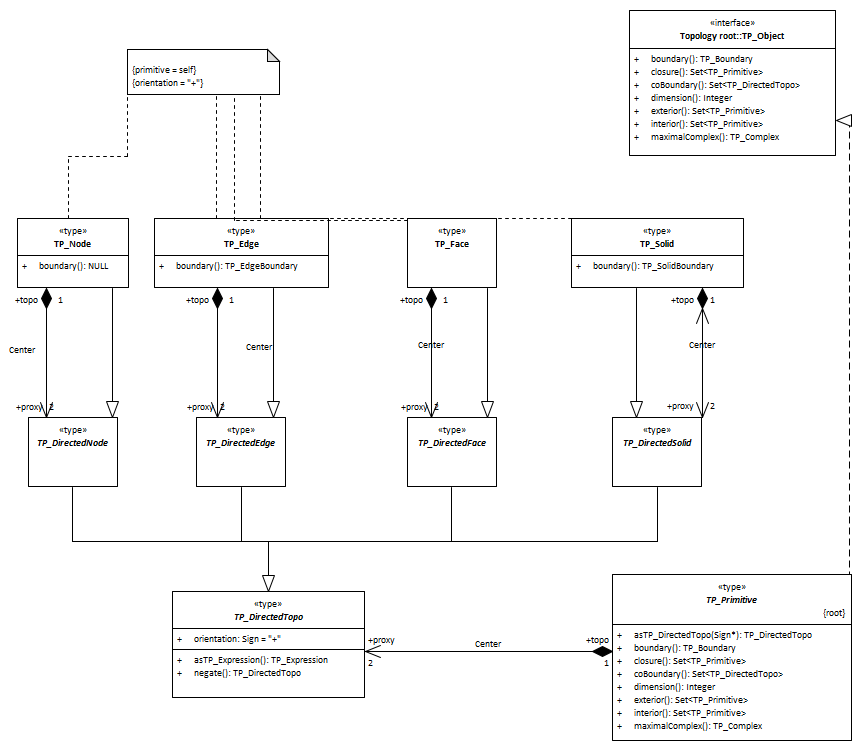 «interface»
Topology root::TP_Object
+ boundary(): TP_Boundary
+ closure(): Set<TP_Primitive>
+ coBoundary(): Set<TP_DirectedTopo>
+ dimension(): Integer
+ exterior(): Set<TP_Primitive>
+ interior(): Set<TP_Primitive>
+ maximalComplex(): TP_Complex
{primitive = self}
{orientation = "+"}
«type»
TP_Node
+ boundary(): NULL
«type»
TP_Edge
+ boundary(): TP_EdgeBoundary
«type»
TP_Face
«type»
TP_Solid
+ boundary(): TP_SolidBoundary
+topo 1
+topo 1
+topo 1
+topo 1
Center
Center
Center
Center
+proxy 2
+proxy 2
+proxy 2
+proxy 2
«type»
TP_DirectedNode
«type»
TP_DirectedEdge
«type»
TP_DirectedFace
«type»
TP_DirectedSolid
«type»
TP_DirectedTopo
+ orientation: Sign = "+"
+ asTP_Expression(): TP_Expression
+ negate(): TP_DirectedTopo
+proxy
2
Center
+topo
1
«type»
TP_Primitive
{root}
+ asTP_DirectedTopo(Sign*): TP_DirectedTopo
+ boundary(): TP_Boundary
+ closure(): Set<TP_Primitive>
+ coBoundary(): Set<TP_DirectedTopo>
+ dimension(): Integer
+ exterior(): Set<TP_Primitive>
+ interior(): Set<TP_Primitive>
+ maximalComplex(): TP_Complex